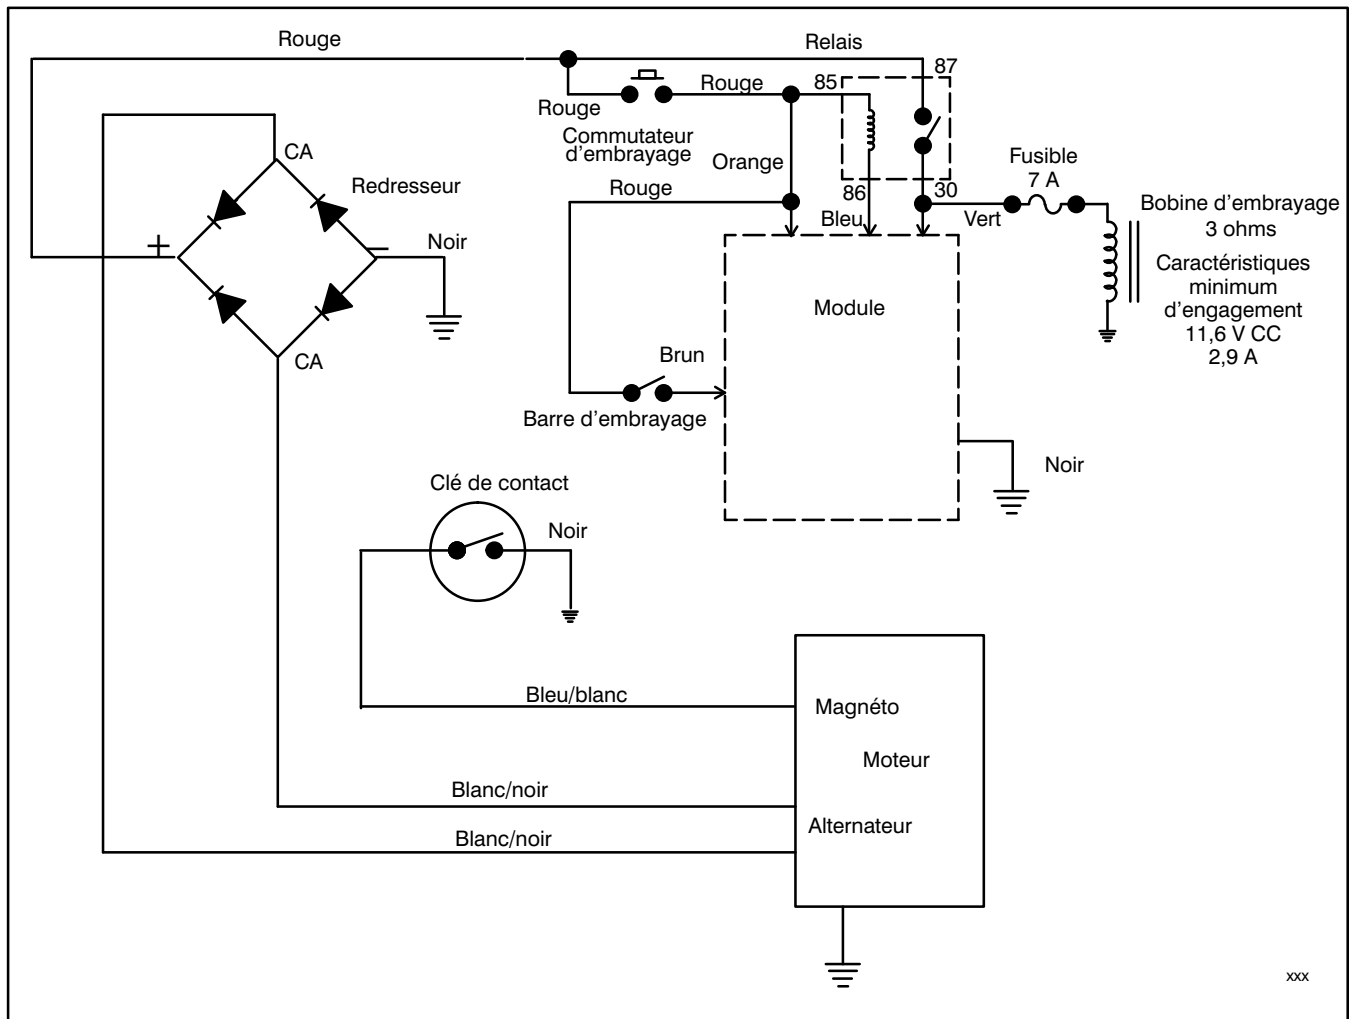 Rouge
Relais
87
85
Rouge
Rouge
Commutateur
d'embrayage
CA
Redresseur
Orange
Rouge
86
30
Bleu
Vert
Fusible
7 A
Bobine d'embrayage
3 ohms
Caractéristiques
minimum
d'engagement
11,6 V CC
2,9 A
+
–
Noir
Module
CA
Brun
Barre d'embrayage
Noir
Clé de contact
Noir
Bleu/blanc
Magnéto
Moteur
Blanc/noir
Alternateur
Blanc/noir
xxx